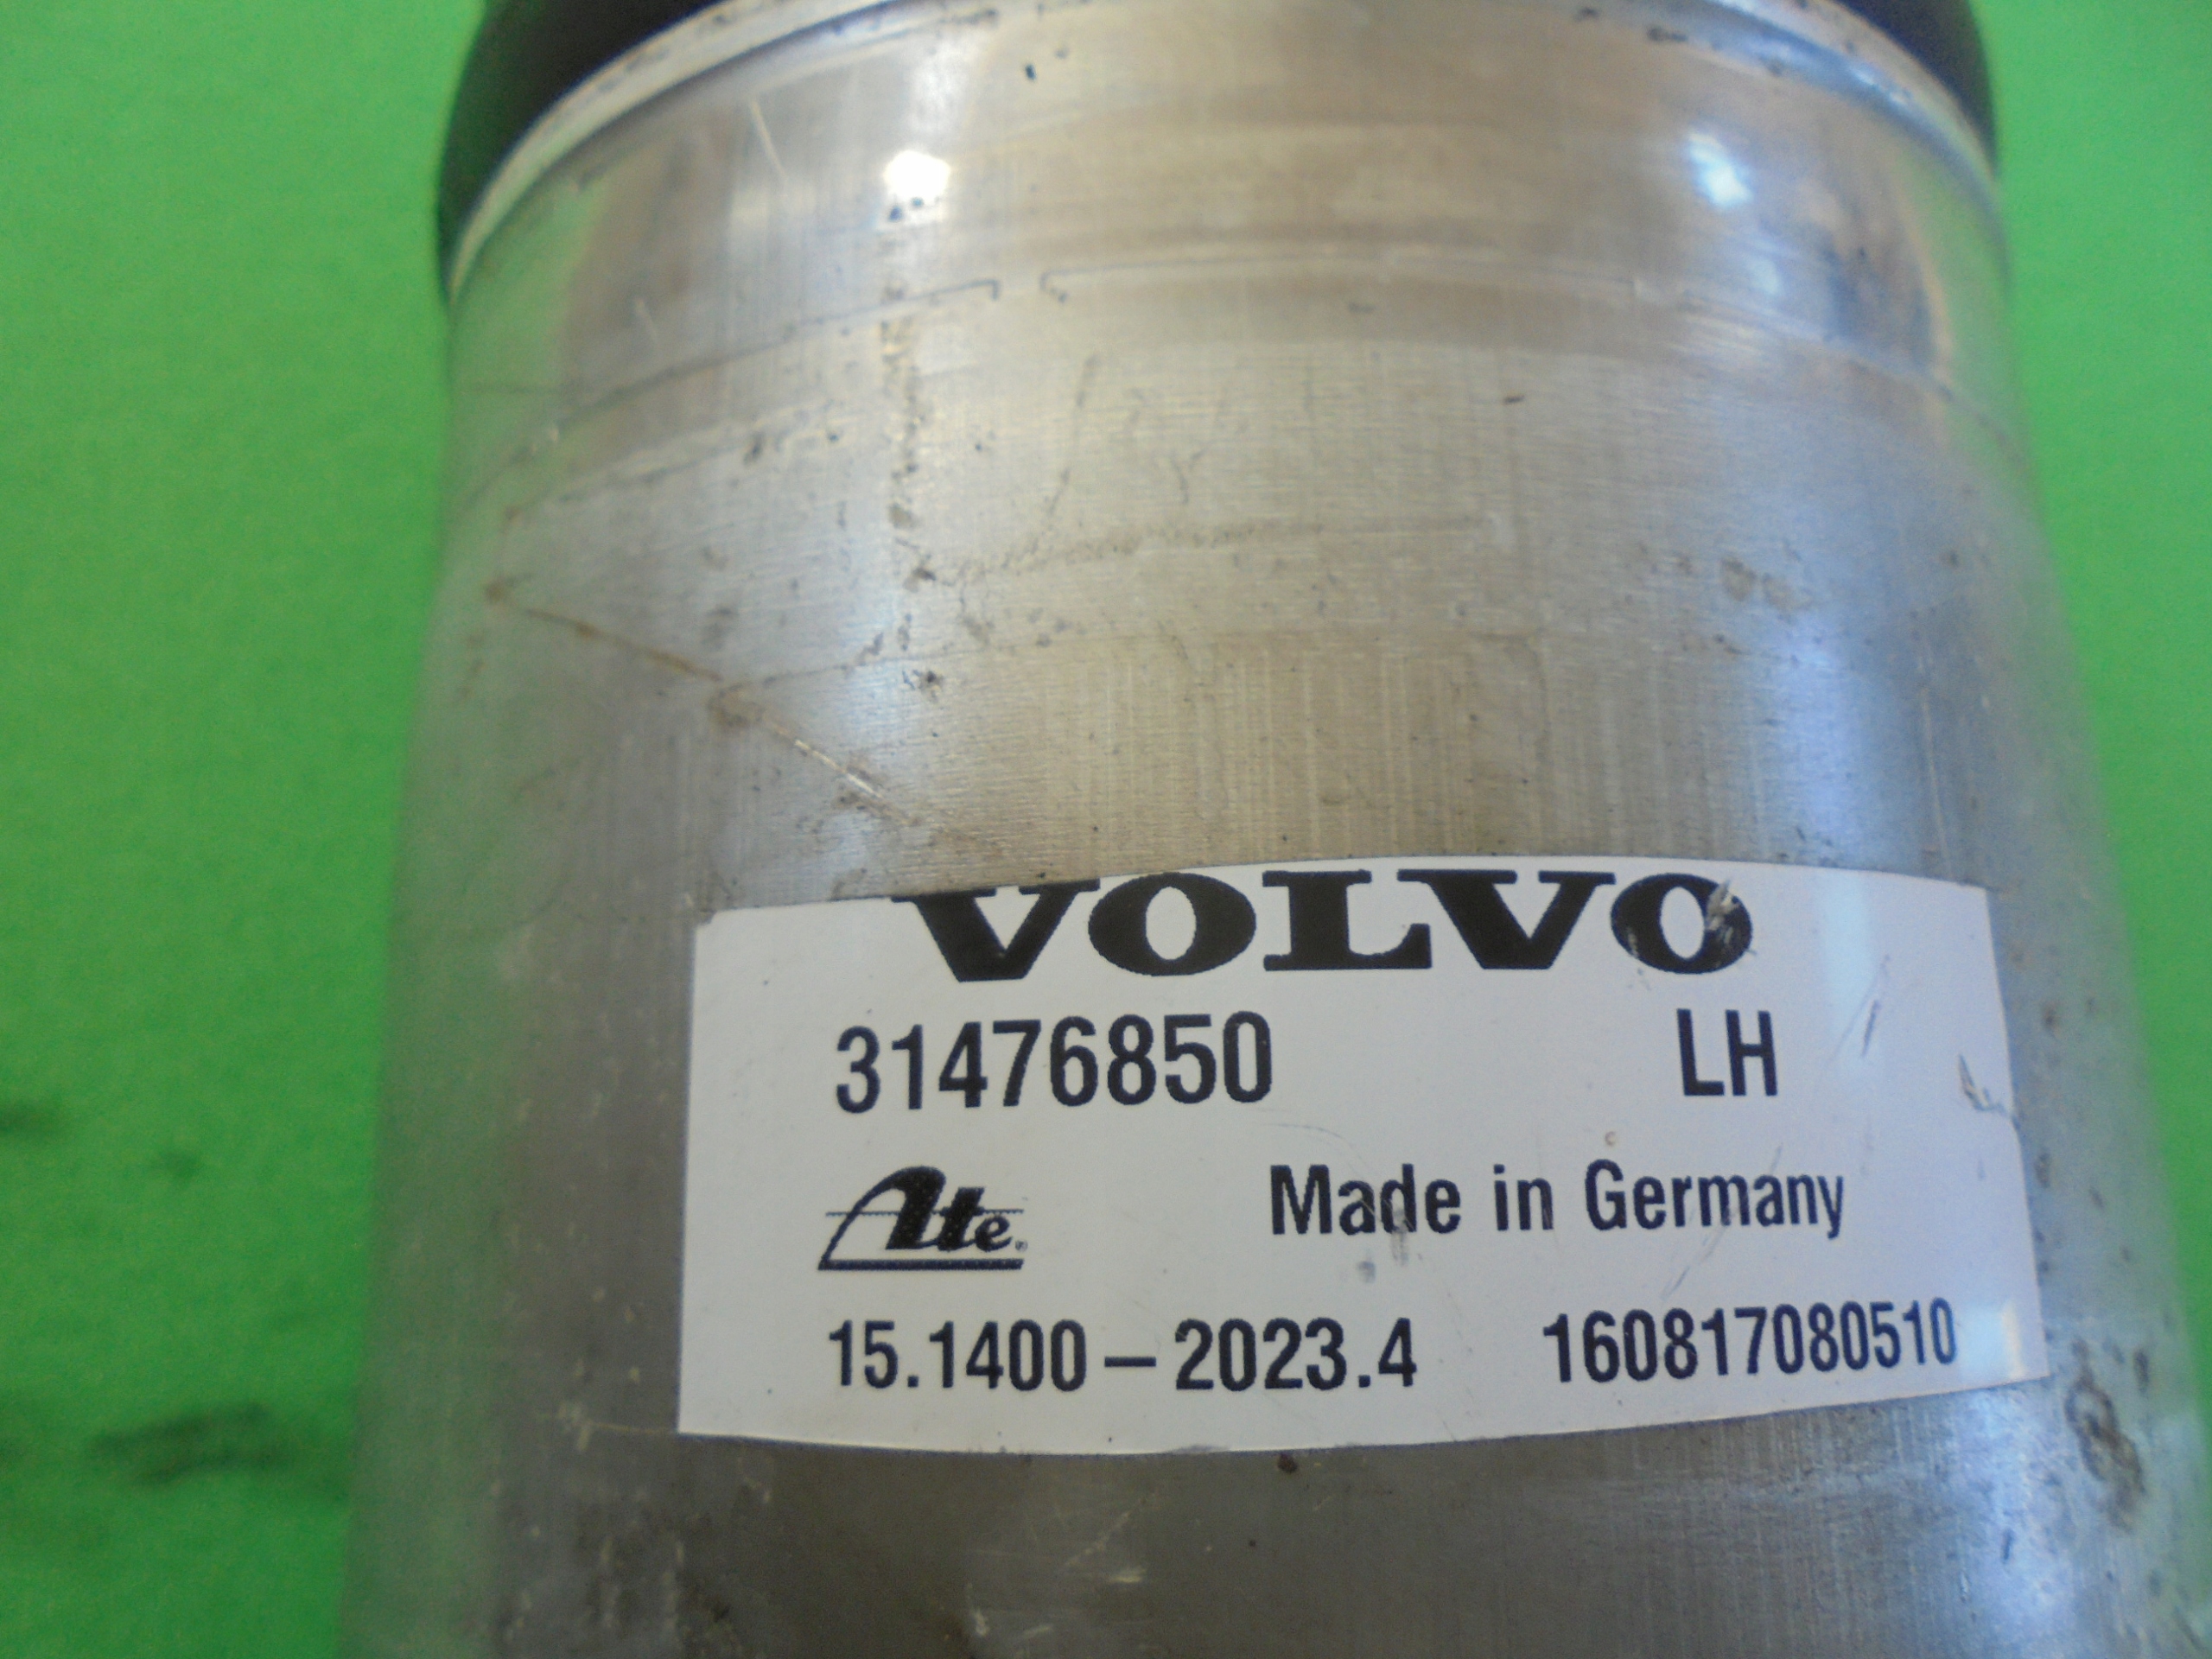 VOLVO
31476850 LH
Ate Made in Germany
15.1400–2023.4 160817080510